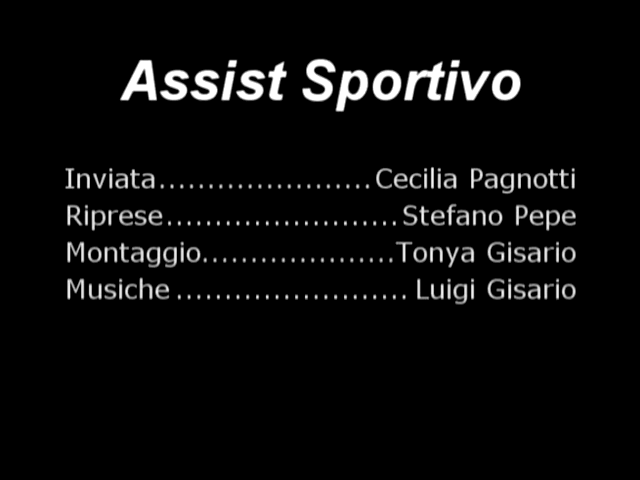 Assist Sportivo
Inviata......................Cecilia Pagnotti
Riprese........................Stefano Pepe
Montaggio....................Tonya Gisario
Musiche........................ Luigi Gisario